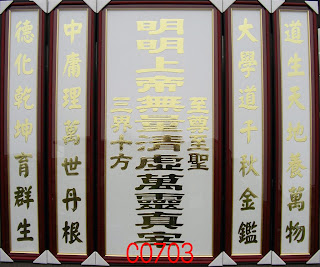 道生天地養萬物
大學道千秋金鑑
至尊至聖
明明上帝無量清虛萬靈真宰
三界十方
中庸理萬世丹根
德化乾坤育群生
C0703